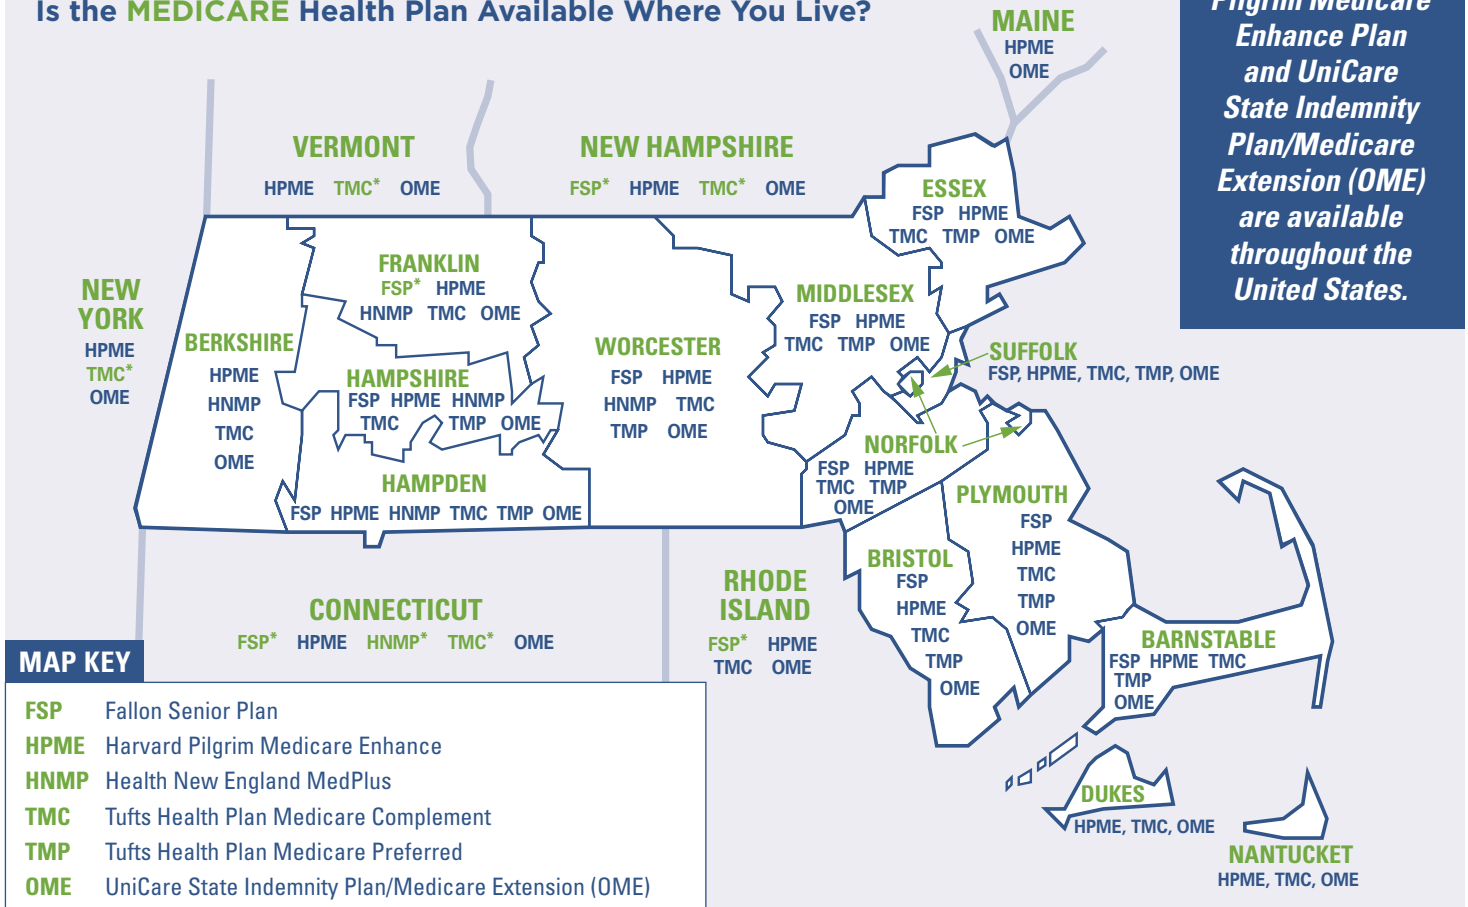 Is the MEDICARE Health Plan Available Where You Live?
Pilgrim Medicare
Enhance Plan
and UniCare
State Indemnity
Plan/Medicare
Extension (OME)
are available
throughout the
United States.
MAINE
HPME
OME
VERMONT
HPME TMC* OME
NEW HAMPSHIRE
FSP* HPME TMC* OME
ESSEX
FSP HPME
TMC TMP OME
NEW
YORK
HPME
TMC*
OME
BERKSHIRE
HPME
HNMP
TMC
OME
FRANKLIN
FSP* HPME
HNMP TMC OME
HAMPSHIRE
FSP HPME HNMP
TMC TMP OME
HAMPDEN
FSP HPME HNMP TMC TMP OME
WORCESTER
FSP HPME
HNMP TMC
TMP OME
MIDDLESEX
FSP HPME
TMC TMP OME
SUFFOLK
FSP, HPME, TMC, TMP, OME
NORFOLK
FSP HPME
TMC TMP
OME
PLYMOUTH
FSP
HPME
TMC
TMP
OME
BRISTOL
FSP
HPME
TMC
TMP
OME
BARNSTABLE
FSP HPME TMC
TMP
OME
DUKES
HPME, TMC, OME
NANTUCKET
HPME, TMC, OME
CONNECTICUT
FSP* HPME HNMP* TMC* OME
RHODE
ISLAND
FSP* HPME
TMC OME
MAP KEY
FSP Fallon Senior Plan
HPME Harvard Pilgrim Medicare Enhance
HNMP Health New England MedPlus
TMC Tufts Health Plan Medicare Complement
TMP Tufts Health Plan Medicare Preferred
OME UniCare State Indemnity Plan/Medicare Extension (OME)